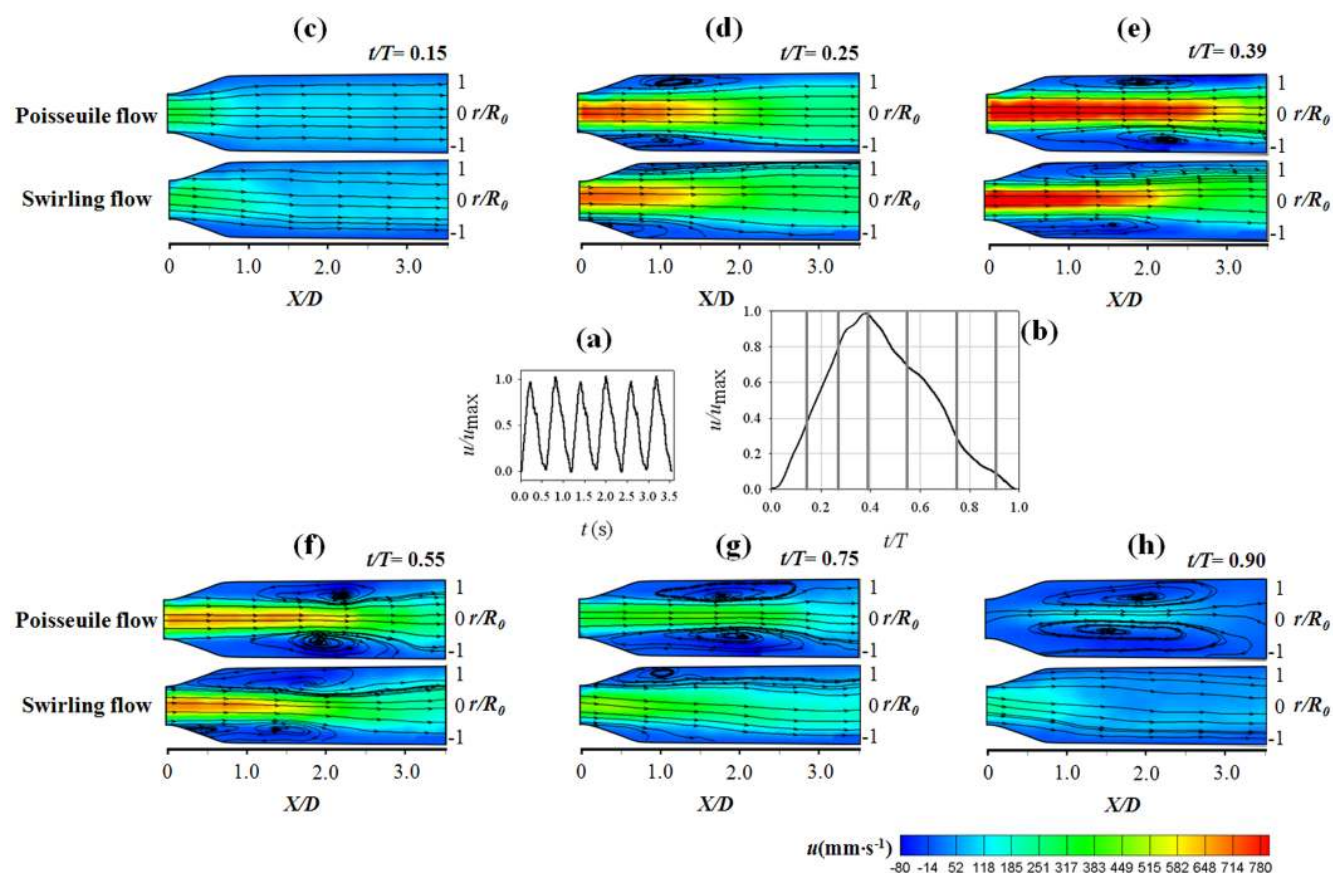 (c)
(d)
(e)
t/T= 0.15
t/T= 0.25
t/T= 0.39
Poisseuile flow
1
0 r/R0
-1
1
0 r/R0
-1
1
0 r/R0
-1
Swirling flow
1
0 r/R0
-1
1
0 r/R0
-1
1
0 r/R0
-1
0 1.0 2.0 3.0
0 1.0 2.0 3.0
0 1.0 2.0 3.0
X/D
X/D
X/D
(a)
u/umax
1.0
0.5
0.0
0.0 0.5 1.0 1.5 2.0 2.5 3.0 3.5
t (s)
(b)
u/umax
1.0
0.8
0.6
0.4
0.2
0.0
0.0 0.2 0.4 0.6 0.8 1.0
t/T
(f)
(g)
(h)
t/T= 0.55
t/T= 0.75
t/T= 0.90
Poisseuile flow
1
0 r/R0
-1
1
0 r/R0
-1
1
0 r/R0
-1
Swirling flow
1
0 r/R0
-1
1
0 r/R0
-1
1
0 r/R0
-1
0 1.0 2.0 3.0
0 1.0 2.0 3.0
0 1.0 2.0 3.0
X/D
X/D
X/D
u(mm·s-1)
-80 -14 52 118 185 251 317 383 449 515 582 648 714 780